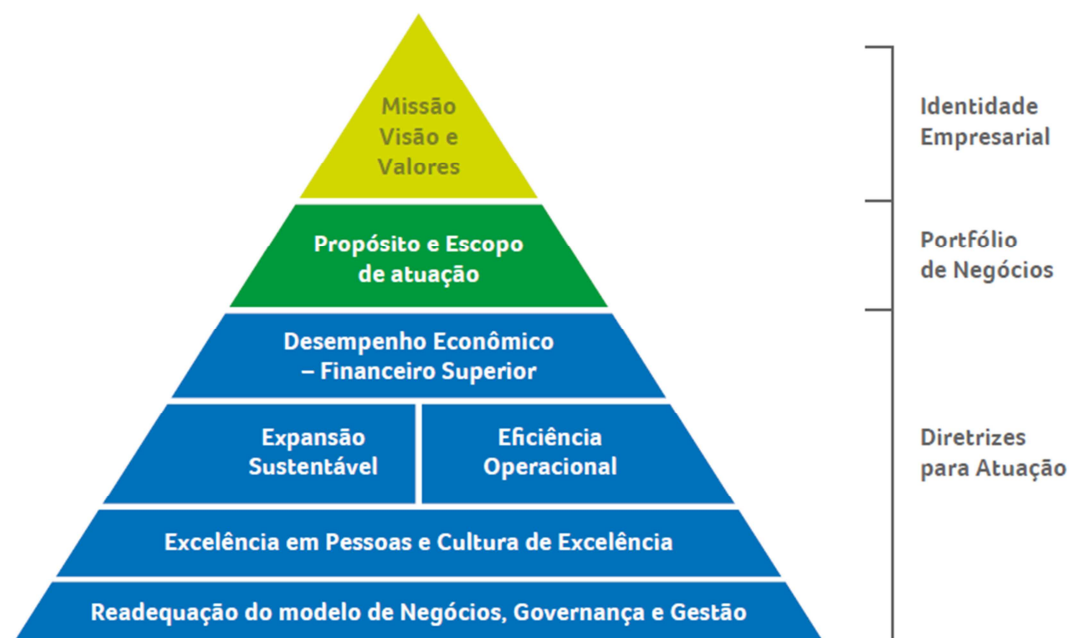 Missão
Visão e
Valores
Identidade
Empresarial
Propósito e Escopo
de atuação
Portfólio
de Negócios
Desempenho Econômico
– Financeiro Superior
Expansão
Sustentável
Eficiência
Operacional
Diretrizes
para Atuação
Excelência em Pessoas e Cultura de Excelência
Readequação do modelo de Negócios, Governança e Gestão